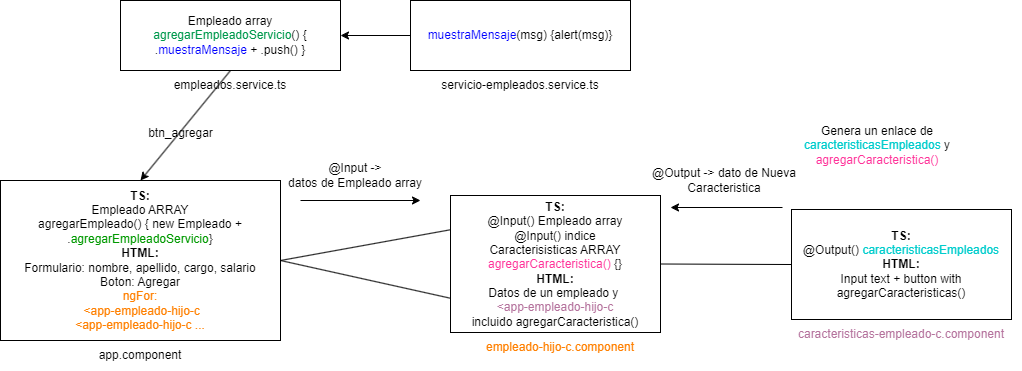 Empleado array
agregarEmpleadoServicio() {
.muestraMensaje + .push() }
empleados.service.ts
muestraMensaje(msg) {alert(msg)}
servicio-empleados.service.ts
btn_agregar
@Input ->
datos de Empleado array
@Output -> dato de Nueva
Caracteristica
Genera un enlace de
caracteristicasEmpleados y
agregarCaracteristica()
TS:
Empleado ARRAY
agregarEmpleado() { new Empleado +
.agregarEmpleadoServicio}
HTML:
Formulario: nombre, apellido, cargo, salario
Boton: Agregar
ngFor:
<app-empleado-hijo-c
<app-empleado-hijo-c ...
app.component
TS:
@Input() Empleado array
@Input() indice
Caracterisisticas ARRAY
agregarCaracteristica() {}
HTML:
Datos de un empleado y
<app-empleado-hijo-c
incluido agregarCaracteristica()
empleado-hijo-c.component
TS:
@Output() caracteristicasEmpleados
HTML:
Input text + button with
agregarCaracteristicas()
caracteristicas-empleado-c.component